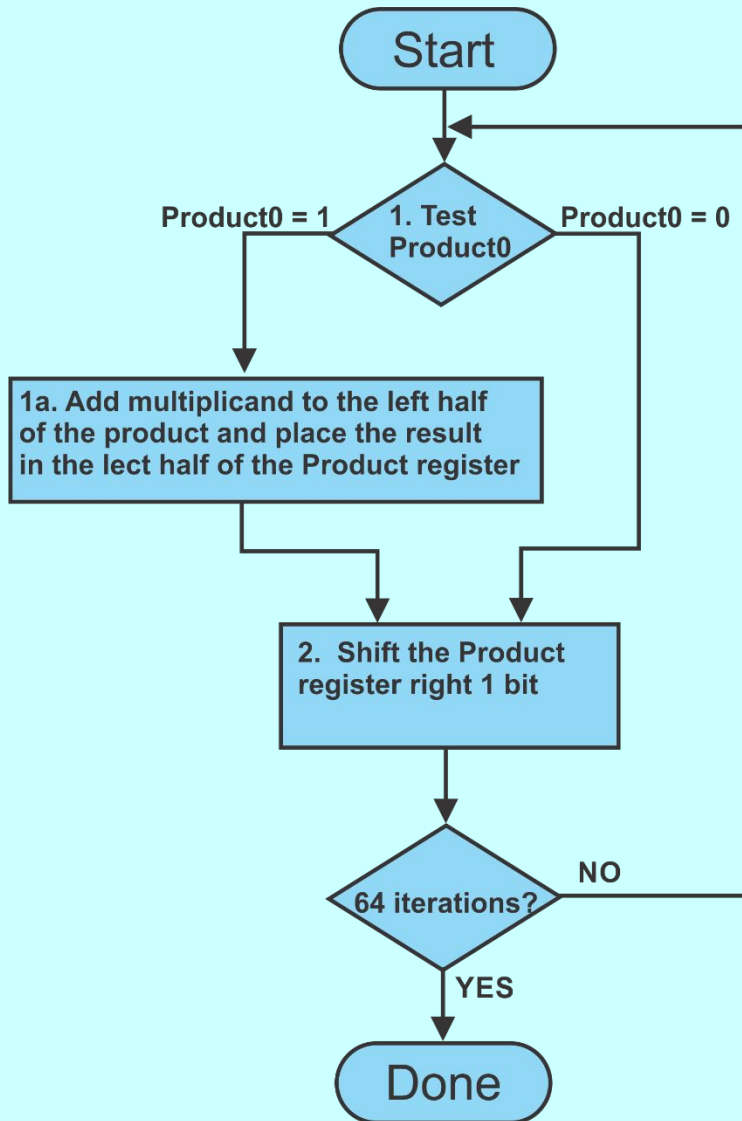 Start
Product0 = 1
1. Test
Product0
Product0 = 0
1a. Add multiplicand to the left half
of the product and place the result
in the lect half of the Product register
2. Shift the Product
register right 1 bit
64 iterations?
NO
YES
Done